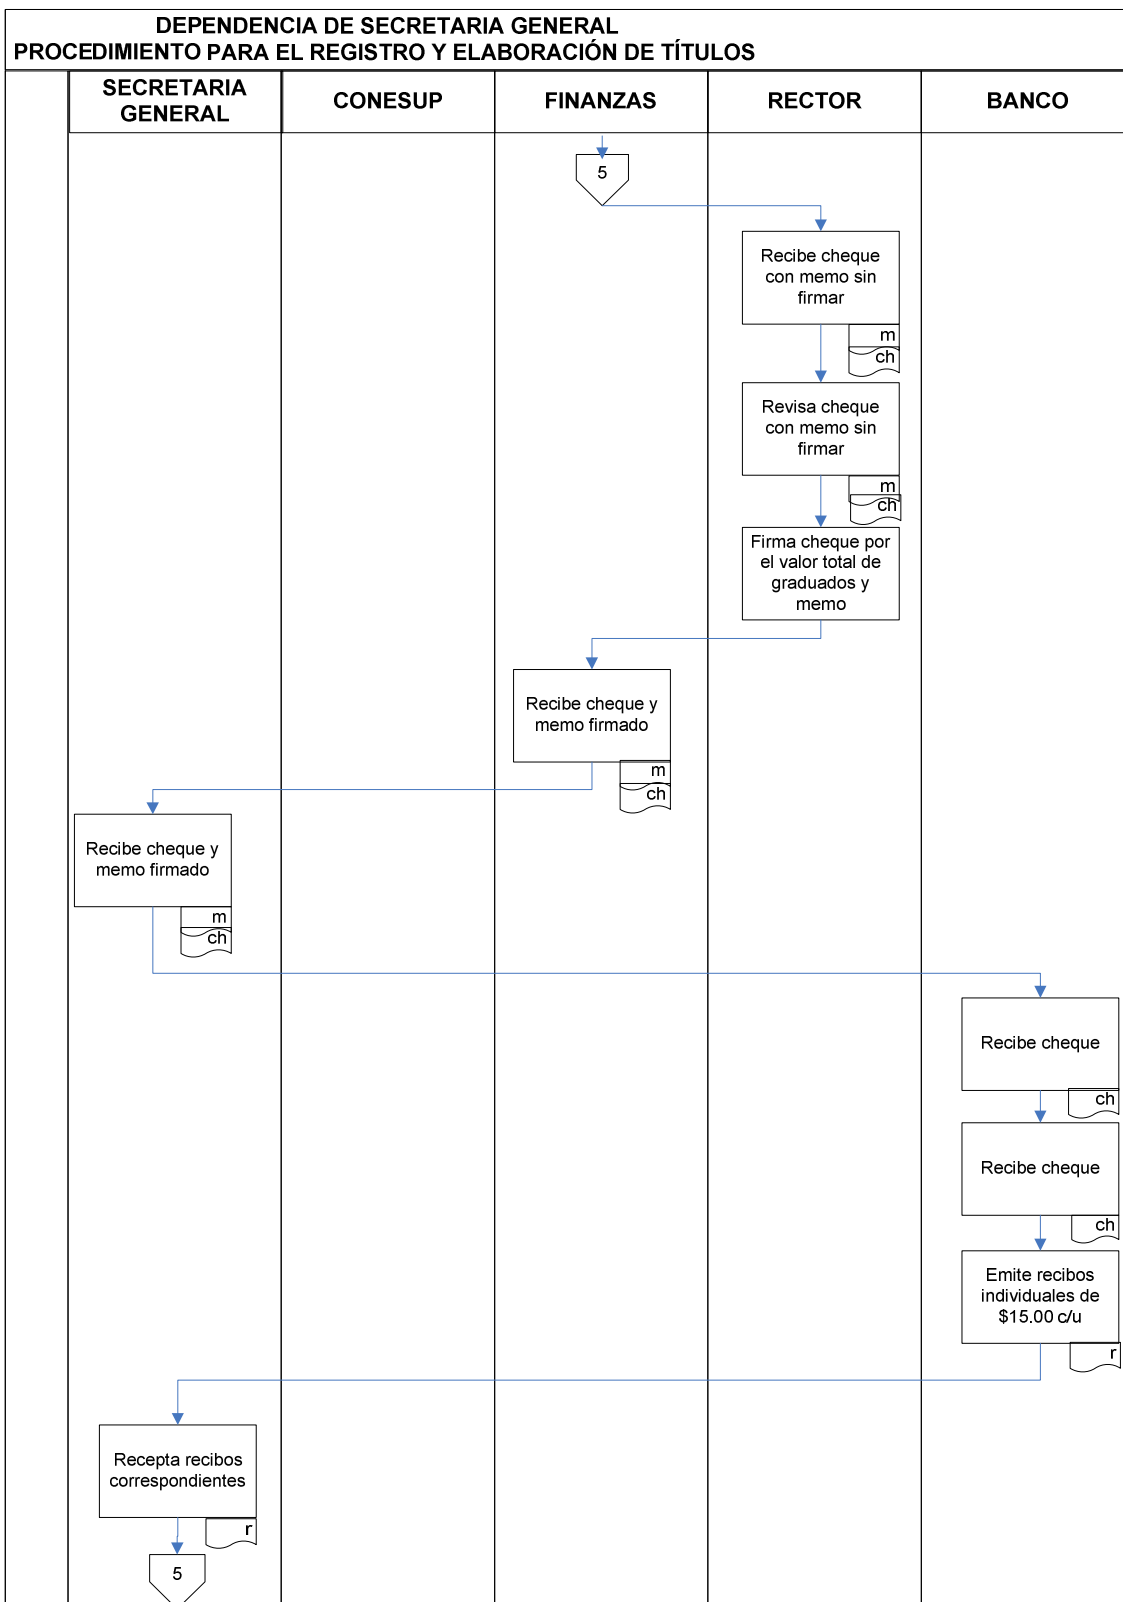 DEPENDENCIA DE SECRETARIA GENERAL
PROCEDIMIENTO PARA EL REGISTRO Y ELABORACIÓN DE TÍTULOS
SECRETARIA
GENERAL
CONESUP
FINANZAS
RECTOR
BANCO
5
Recibe cheque
con memo sin
firmar
m
ch
Revisa cheque
con memo sin
firmar
m
ch
Firma cheque por
el valor total de
graduados y
memo
Recibe cheque y
memo firmado
m
ch
Recibe cheque y
memo firmado
m
ch
Recibe cheque
ch
Recibe cheque
ch
Emite recibos
individuales de
$15.00 c/u
r
Recepta recibos
correspondientes
r
5